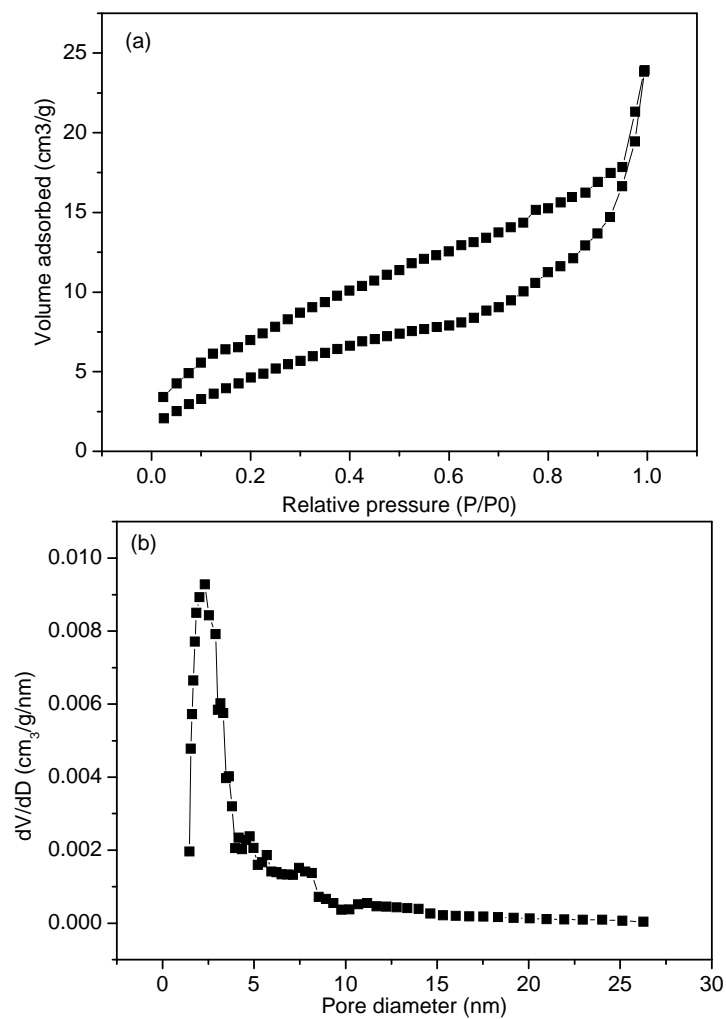 (a)
25
20
15
10
5
0
Volume adsorbed (cm3/g)
0.0 0.2 0.4 0.6 0.8 1.0
Relative pressure (P/P0)
(b)
0.010
0.008
0.006
0.004
0.002
0.000
dV/dD (cm3/g/nm)
0 5 10 15 20 25 30
Pore diameter (nm)